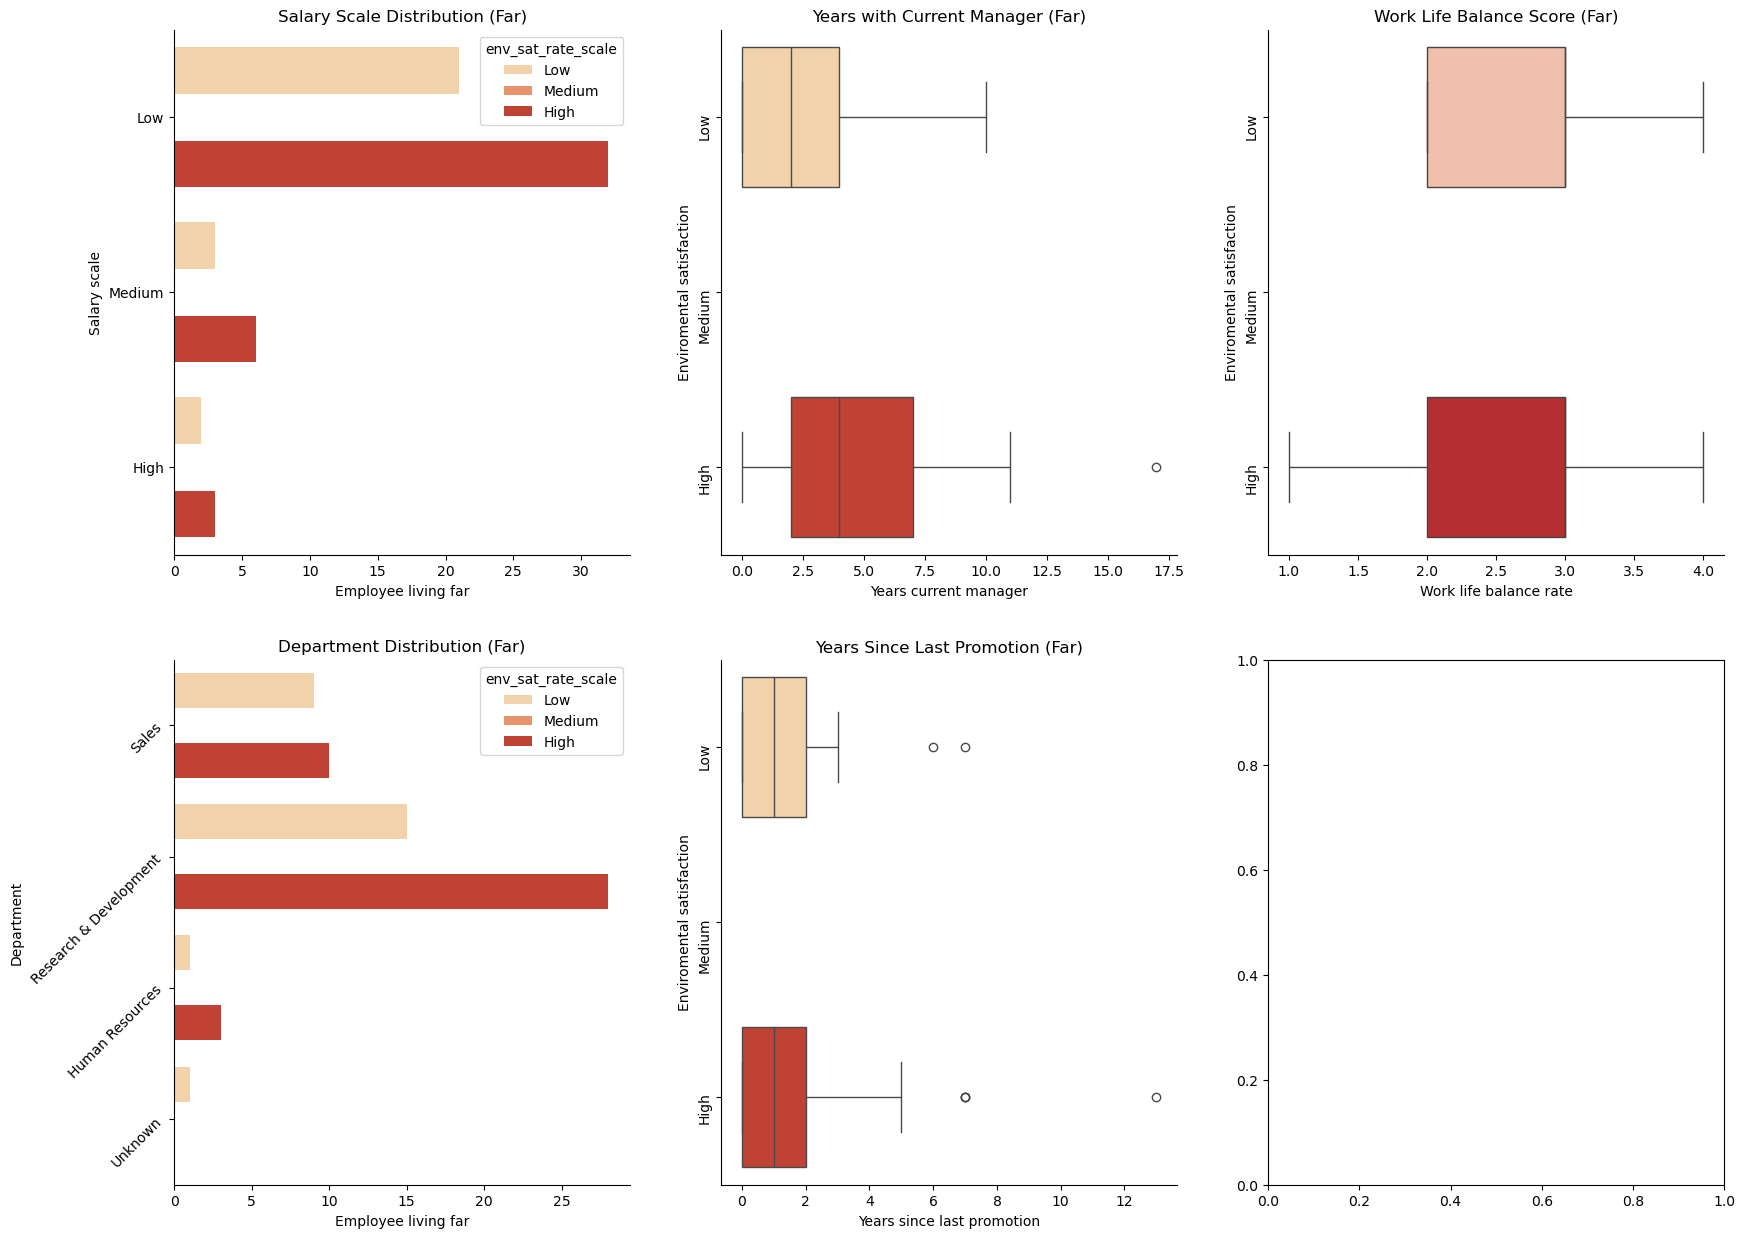 Salary Scale Distribution (Far)
env_sat_rate_scale
Low
Medium
High
Salary scale
Low
Medium
High
0 5 10 15 20 25 30
Employee living far
Years with Current Manager (Far)
Enviromental satisfaction
Low
Medium
High
0.0 2.5 5.0 7.5 10.0 12.5 15.0 17.5
Years current manager
Work Life Balance Score (Far)
Enviromental satisfaction
Low
Medium
High
1.0 1.5 2.0 2.5 3.0 3.5 4.0
Work life balance rate
Department Distribution (Far)
env_sat_rate_scale
Low
Medium
High
Department
Sales
Research & Development
Human Resources
Unknown
0 5 10 15 20 25
Employee living far
Years Since Last Promotion (Far)
Enviromental satisfaction
Low
Medium
High
0 2 4 6 8 10 12
Years since last promotion
1.0
0.8
0.6
0.4
0.2
0.0
0.0 0.2 0.4 0.6 0.8 1.0